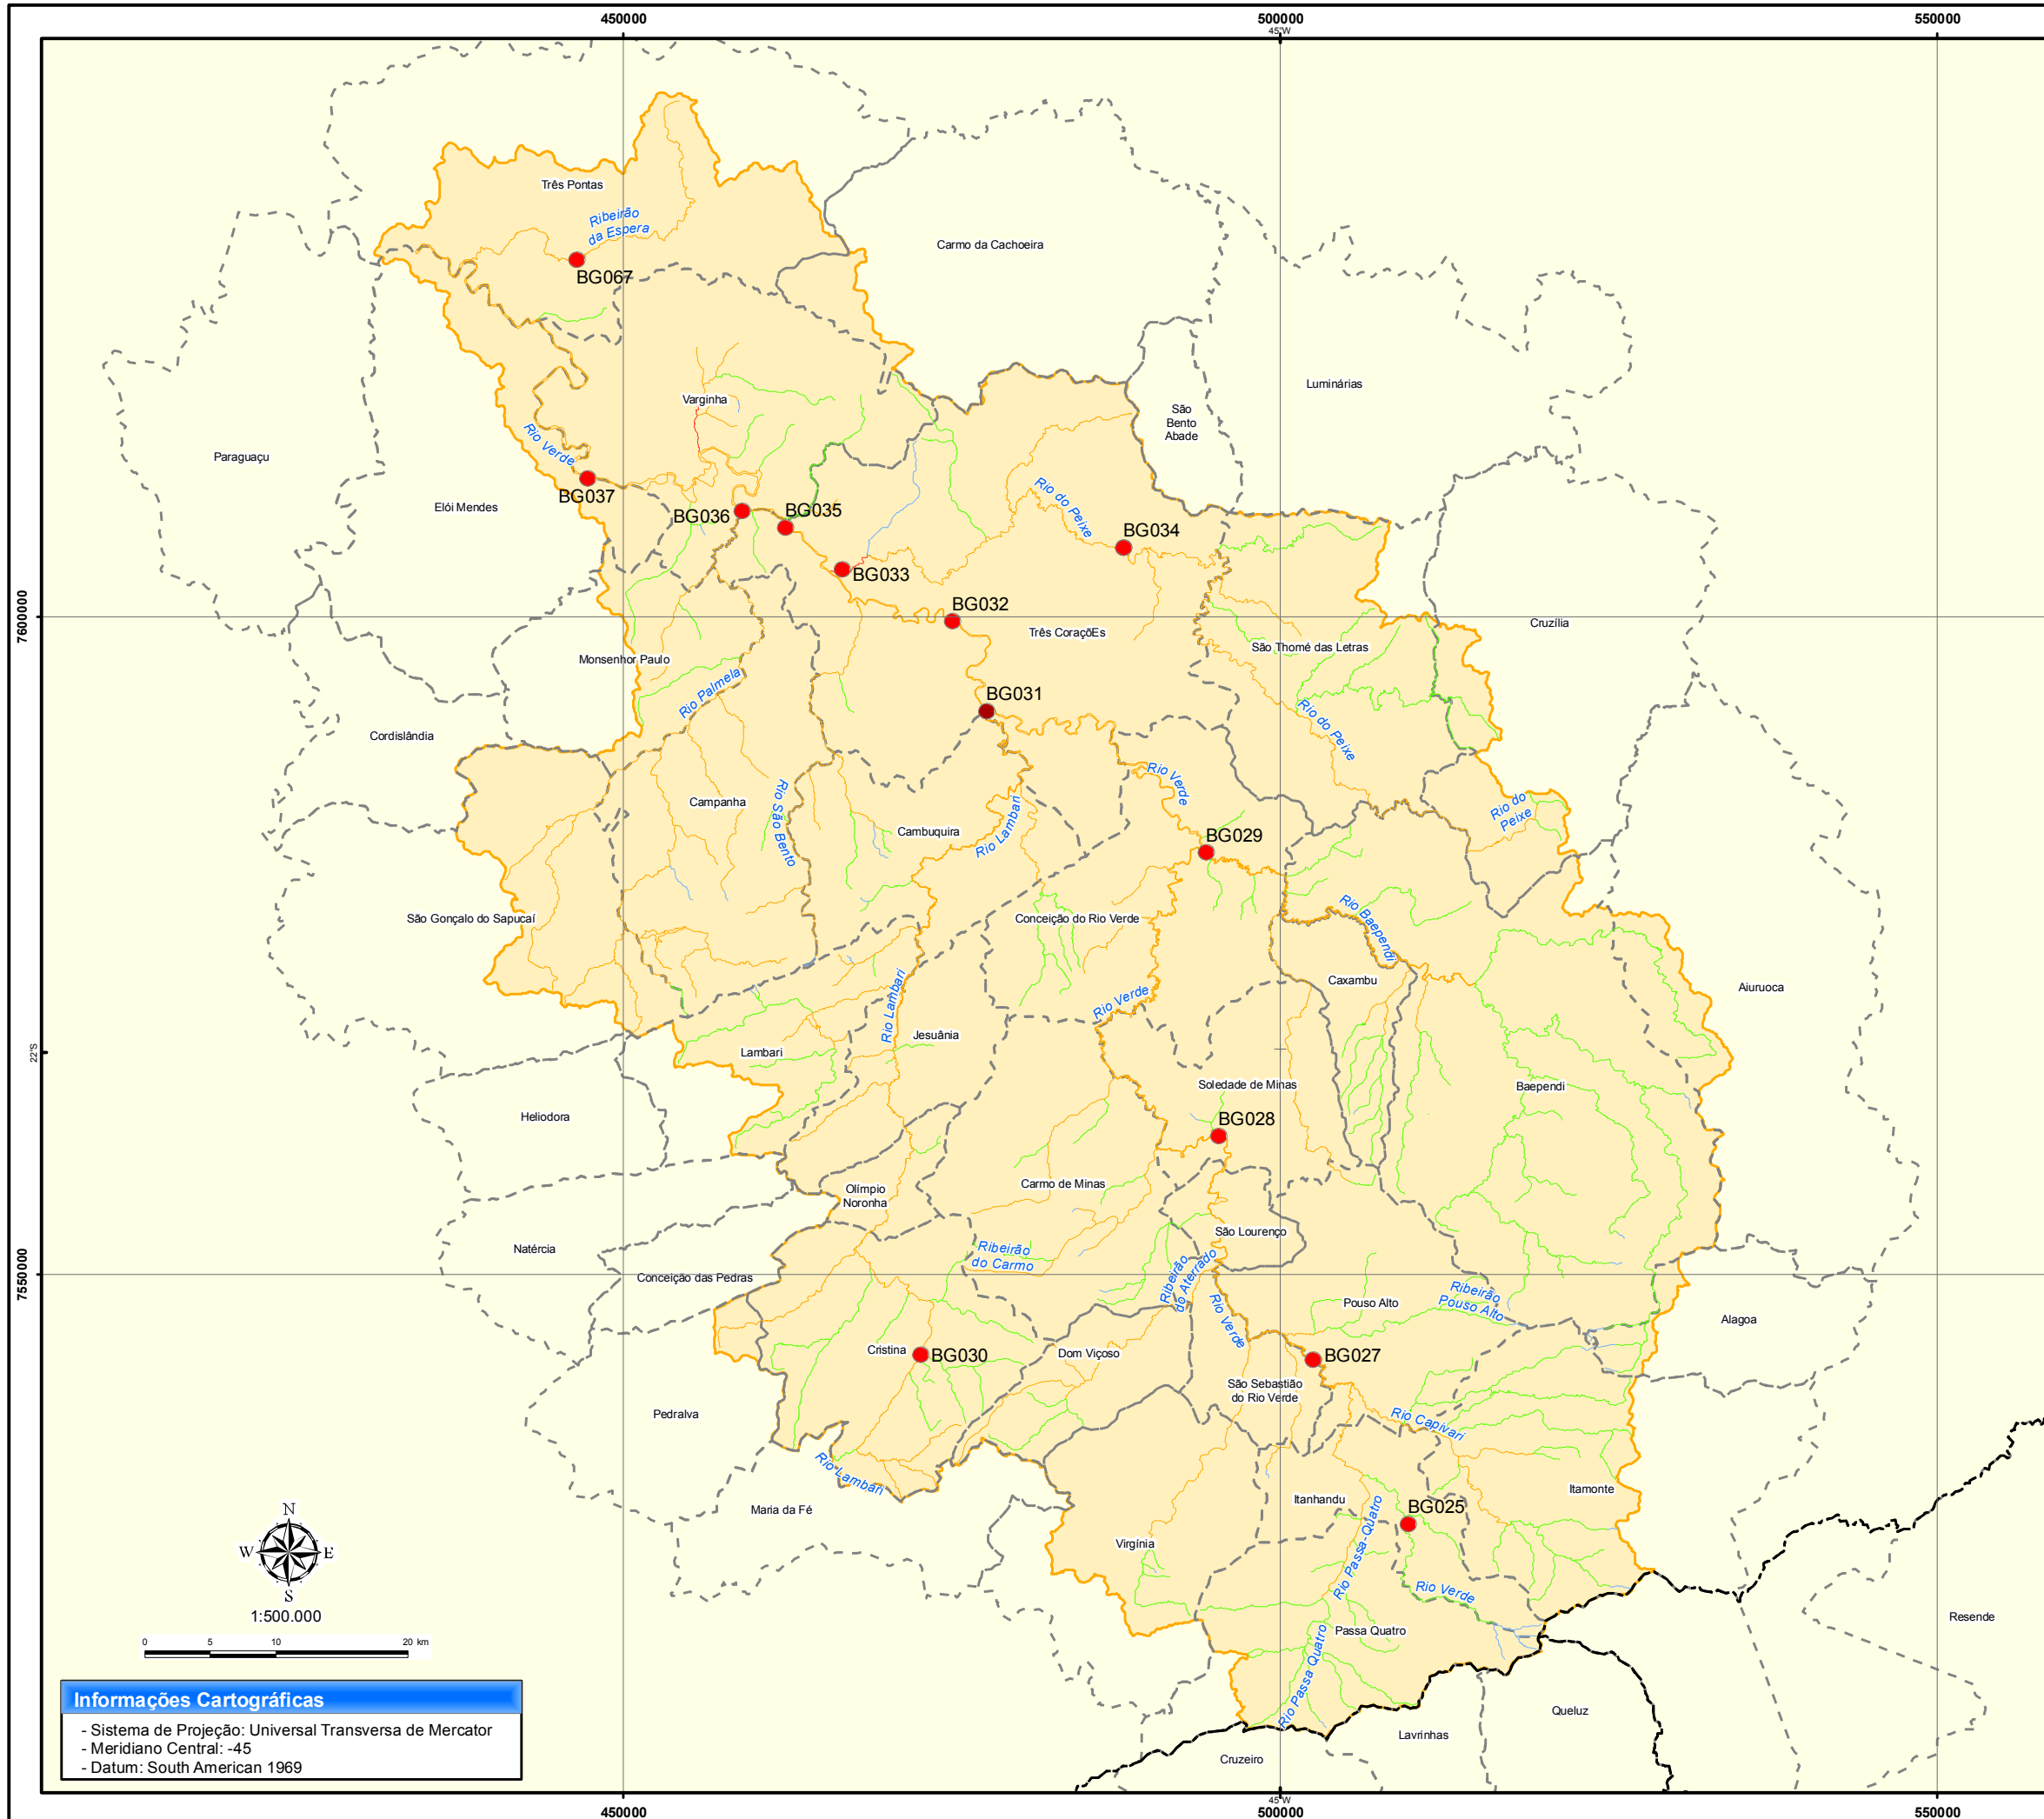 450000
500000
550000
45°W
Três Pontas
Ribeirão
da Espera
BG067
Carmo da Cachoeira
Luminárias
São
Bento
Abade
Varginha
Paraguaçu
Rio Verde
BG037
Elói Mendes
BG036
BG035
Rio do Peixe
BG034
BG033
BG032
7600000
Três CoraçõEs
Cruzília
São Thomé das Letras
Monsenhor Paulo
Rio Palmela
BG031
Rio do Peixe
Cordislândia
Rio Verde
Campanha
Rio São Bento
Cambuquira
Rio Lambari
Rio do
Peixe
BG029
São Gonçalo do Sapucaí
Conceição do Rio Verde
Rio Baependi
Caxambu
Aiuruoca
Rio Verde
Rio Lambari
Jesuânia
22°S
Lambari
Soledade de Minas
Baependi
Heliodora
BG028
Carmo de Minas
Olímpio
Noronha
São Lourenço
Natércia
Ribeirão
do Carmo
Ribeirão
do Aterrado
7550000
Conceição das Pedras
Rio Verde
Pouso Alto
Ribeirão
Pouso Alto
Alagoa
Cristina
BG030
Dom Viçoso
BG027
São Sebastião
do Rio Verde
Pedralva
Rio Capivari
Rio Lambari
Maria da Fé
Itanhandu
Itamonte
BG025
Rio Passa-Quatro
Virgínia
Rio Verde
Resende
Passa Quatro
Rio Passa Quatro
Queluz
Lavrinhas
Cruzeiro
N
W E
S
1:500.000
0 5 10 20 km
Informações Cartográficas
- Sistema de Projeção: Universal Transversa de Mercator
- Meridiano Central: -45
- Datum: South American 1969
45°W
450000
500000
550000